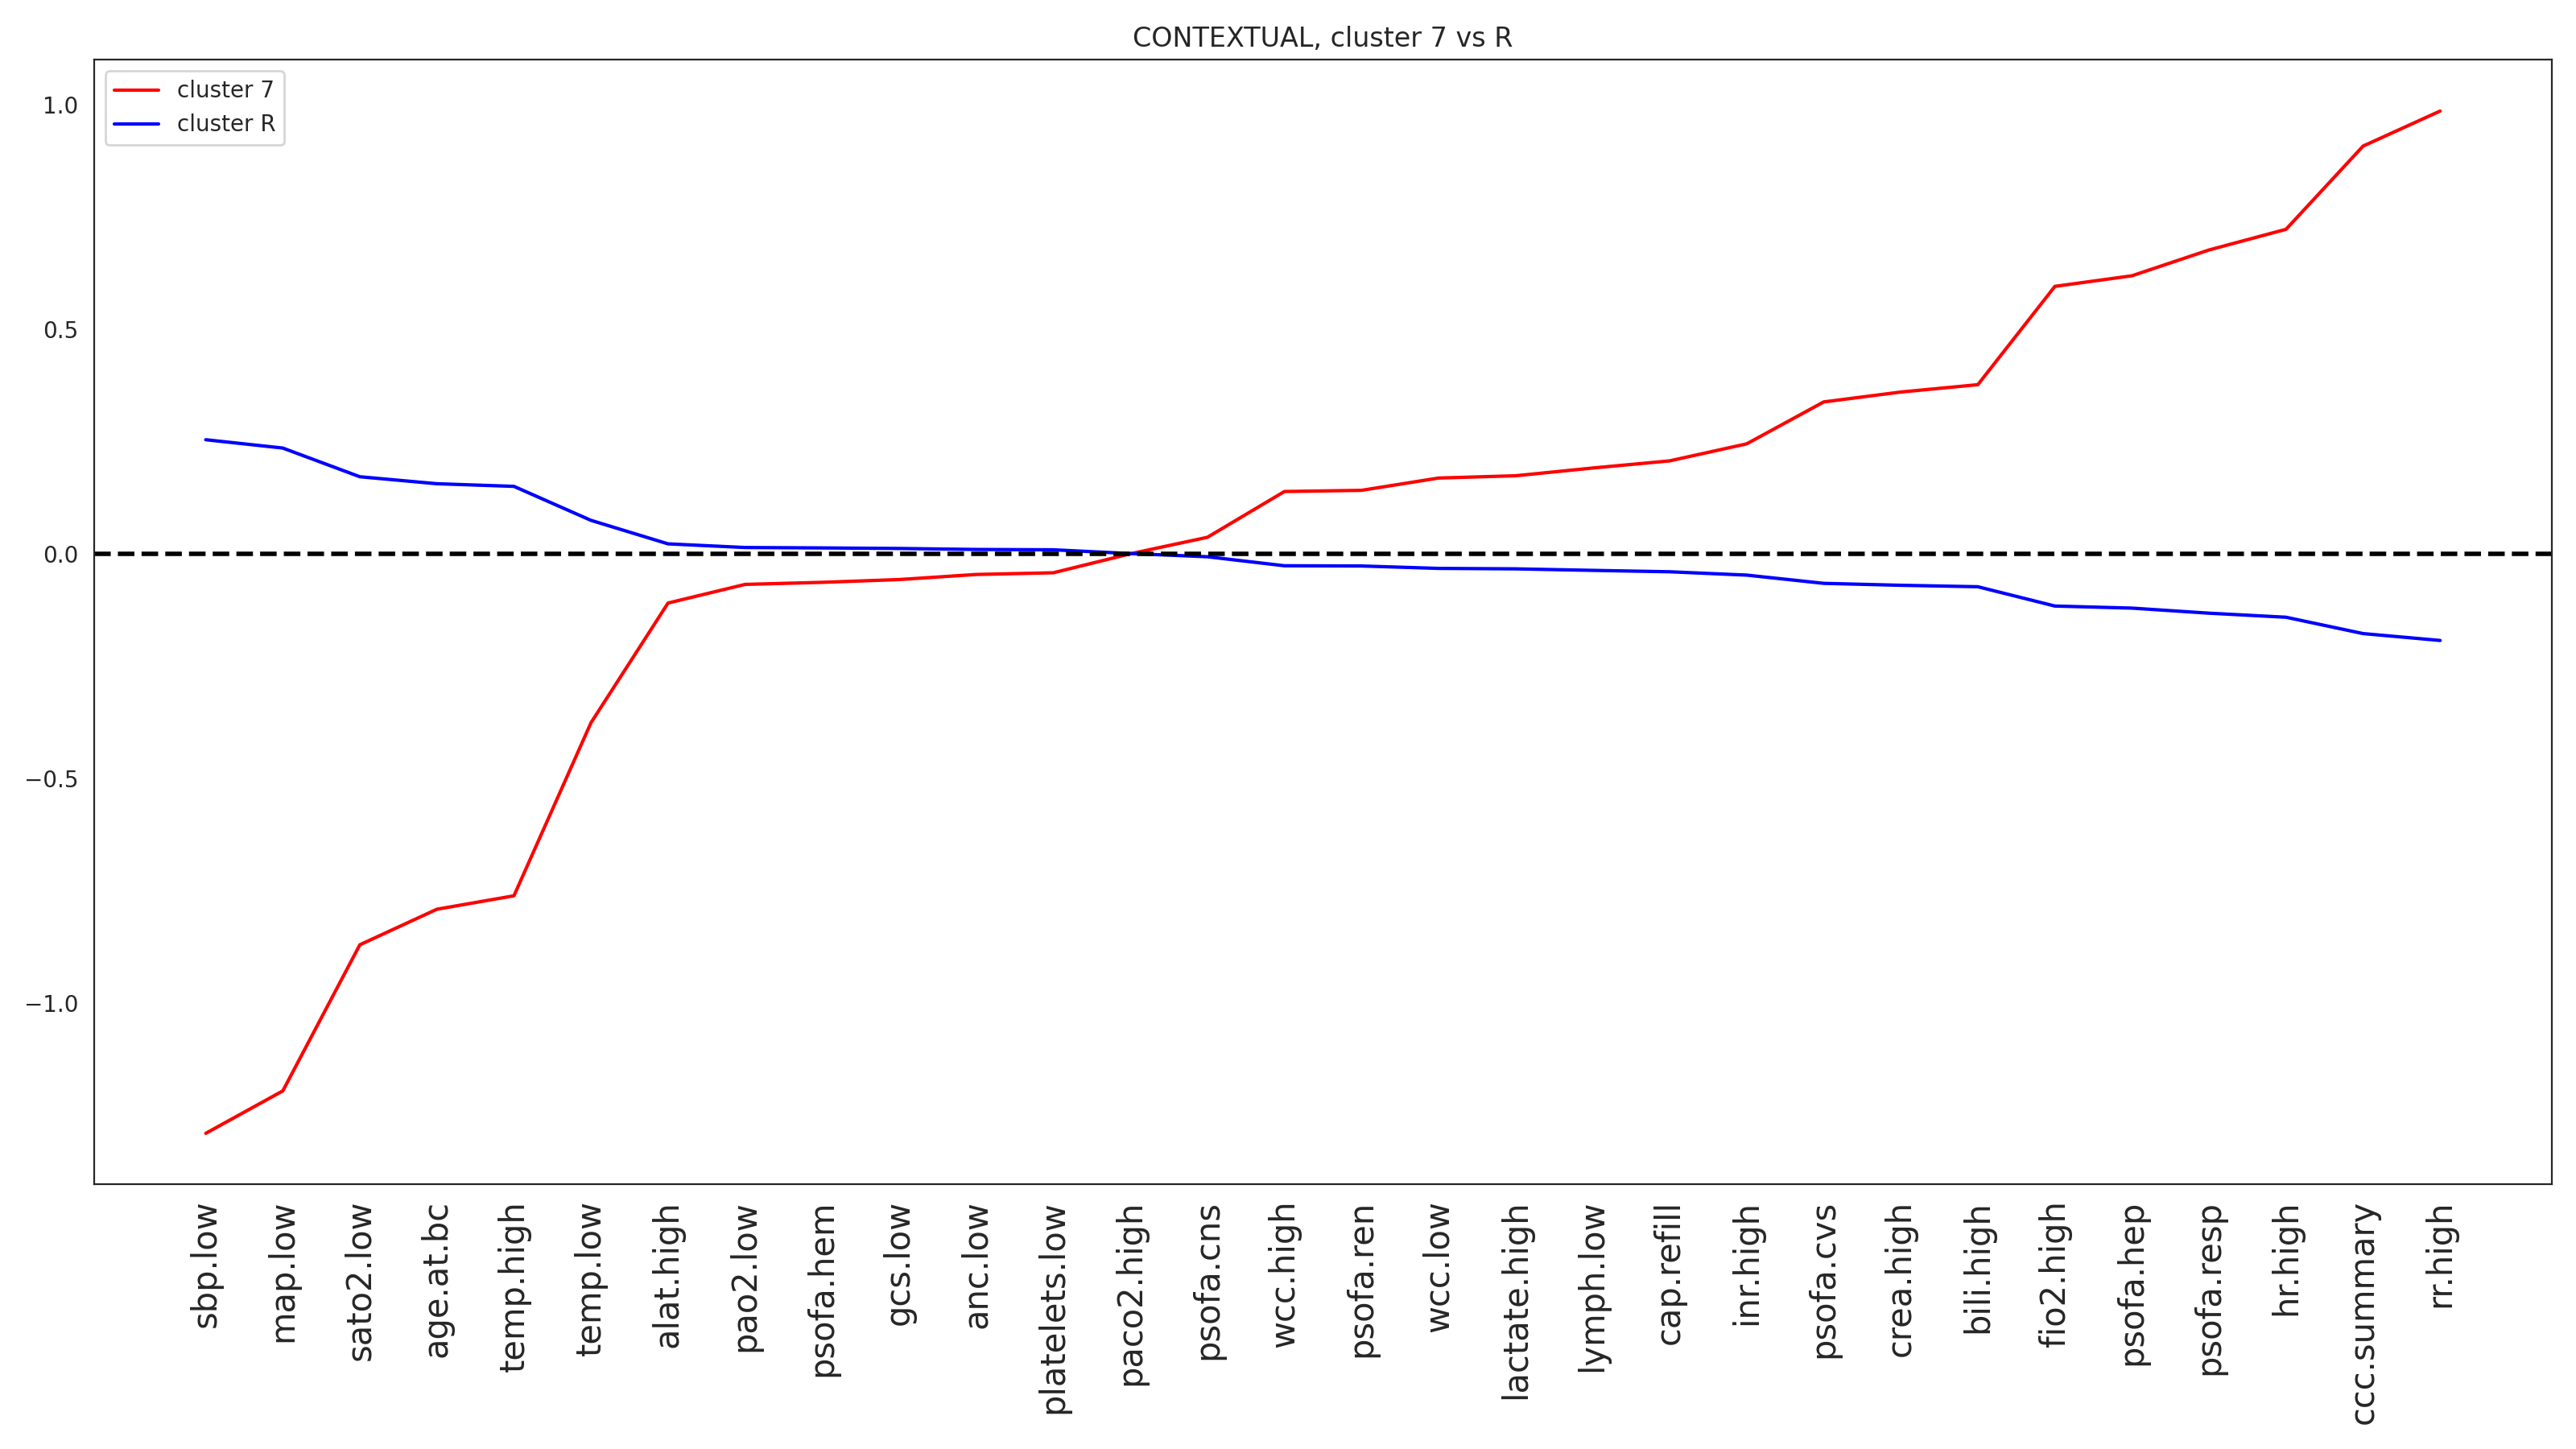 CONTEXTUAL, cluster 7 vs R
cluster 7
cluster R
1.0
0.5
0.0
−0.5
−1.0
sbp.low
map.low
sato2.low
age.at.bc
temp.high
temp.low
alat.high
pao2.low
psofa.hem
gcs.low
anc.low
platelets.low
paco2.high
psofa.cns
wcc.high
psofa.ren
wcc.low
lactate.high
lymph.low
cap.refill
inr.high
psofa.cvs
crea.high
bili.high
fio2.high
psofa.hep
psofa.resp
hr.high
ccc.summary
rr.high